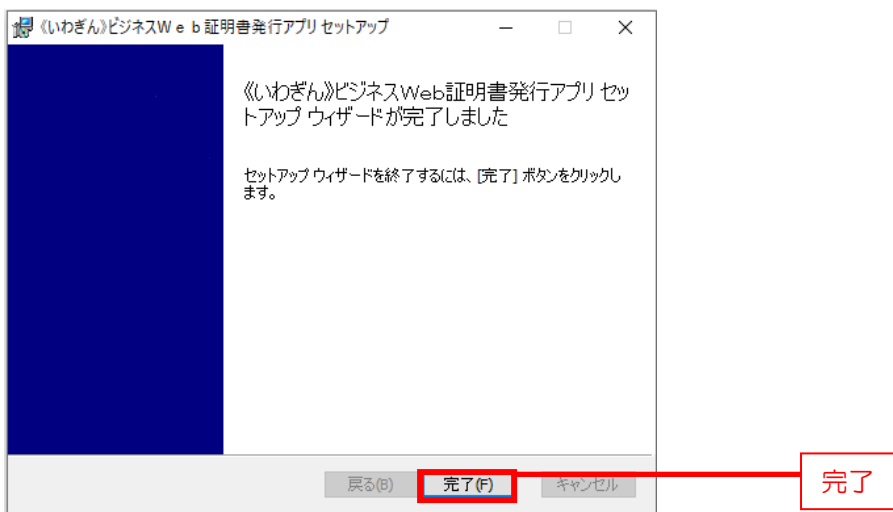 《いわぎん》ビジネスWeb証明書発行アプリ セットアップ
《いわぎん》ビジネスWeb証明書発行アプリ セッ
トアップ ウィザードが完了しました
セットアップ ウィザードを終了するには、[完了] ボタンをクリックし
ます。
戻る(B)
完了(F)
キャンセル
完了